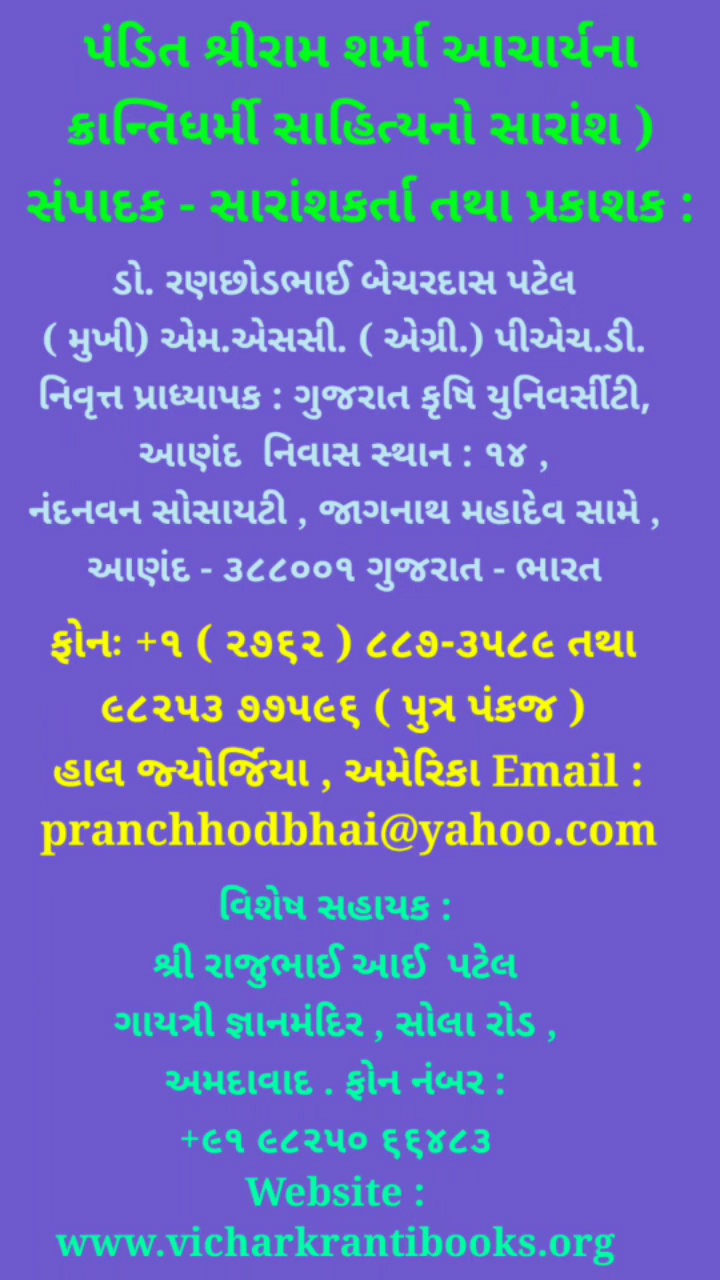 પંડિત શ્રીરામ શર્મા આચાર્યના
ક્રાન્તિધર્મી સાહિત્યનો સારાંશ )
સંપાદક - સારાંશકર્તા તથા પ્રકાશક :
ડો. રણછોડભાઈ બેચરદાસ પટેલ
( મુખી) એમ.એસસી. ( એગ્રી.) પીએચ.ડી.
નિવૃત્ત પ્રાધ્યાપક : ગુજરાત કૃષિ યુનિવર્સીટી,
આણંદ  નિવાસ સ્થાન : ૧૪ ,
નંદનવન સોસાયટી , જાગનાથ મહાદેવ સામે ,
આણંદ - ૩૮૮૦૦૧ ગુજરાત - ભારત
ફોનઃ +૧ ( ૨૭૬૨ ) ૮૮૭-૩૫૮૯ તથા
૯૮૨૫૩ ૭૭૫૯૬ ( પુત્ર પંકજ )
હાલ જ્યોર્જિયા , અમેરિકા Email :
pranchhodbhai@yahoo.com
વિશેષ સહાયક :
શ્રી રાજુભાઈ આઈ  પટેલ
ગાયત્રી જ્ઞાનમંદિર , સોલા રોડ ,
અમદાવાદ . ફોન નંબર :
+૯૧ ૯૮૨૫૦ ૬૬૪૮૩
Website :
www.vicharkrantibooks.org